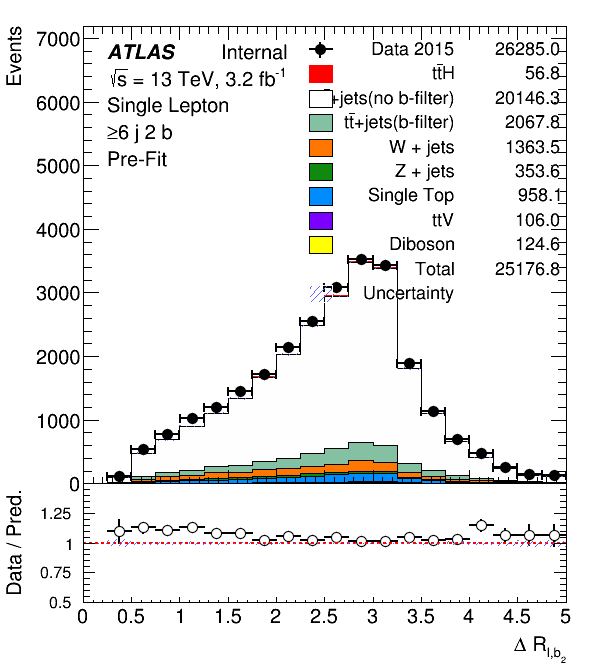 Events
7000
6000
5000
4000
3000
2000
1000
0
ATLAS Internal
√s = 13 TeV, 3.2 fb⁻¹
Single Lepton
≥6 j 2 b
Pre-Fit
Data 2015 26285.0
tt̄H 56.8
+jets(no b-filter) 20146.3
tt̄+jets(b-filter) 2067.8
W + jets 1363.5
Z + jets 353.6
Single Top 958.1
ttV 106.0
Diboson 124.6
Total 25176.8
Uncertainty
Data / Pred.
1.25
1
0.75
0.5
0 0.5 1 1.5 2 2.5 3 3.5 4 4.5 5
Δ R_{l,b_2}